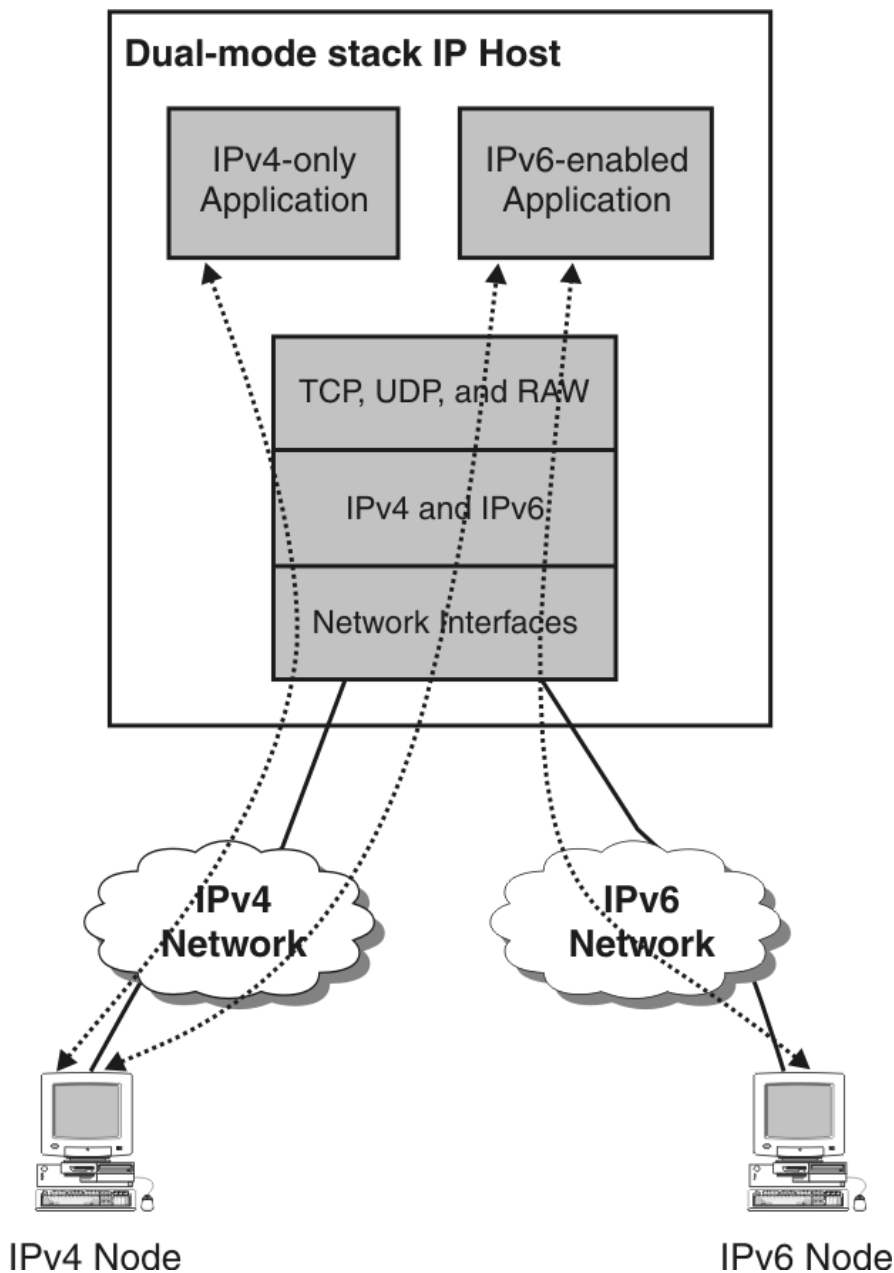 Dual-mode stack IP Host
IPv4-only
Application
IPv6-enabled
Application
TCP, UDP, and RAW
IPv4 and IPv6
Network Interfaces
IPv4
Network
IPv6
Network
IPv4 Node
IPv6 Node